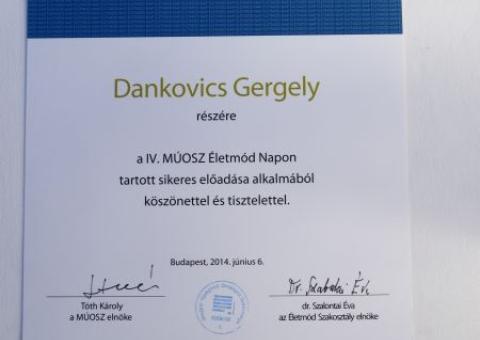 Dankovics Gergely
részére
a IV. MÚOSZ Életmód Napon
tartott sikeres előadása alkalmából
köszönettel és tisztelettel.
Budapest, 2014. június 6.
Dr. Szalontai Éva
Tóth Károly
a MÚOSZ elnöke
dr. Szalontai Éva
az Életmód Szakosztály elnöke